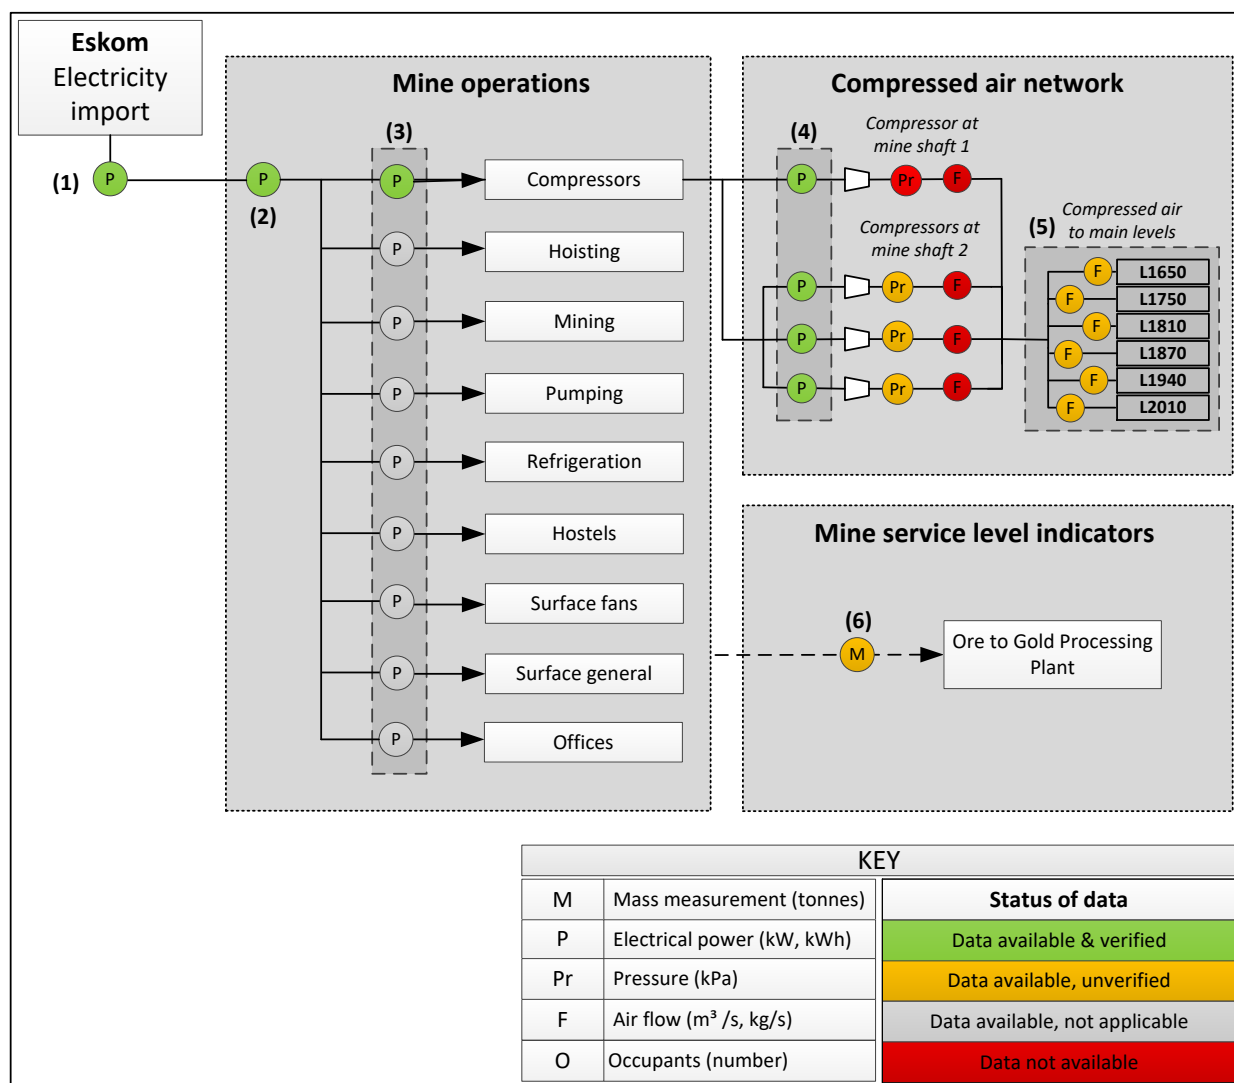 Eskom
Electricity
import
(1)
P
Mine operations
P
(2)
(3)
P
Compressors
P
Hoisting
P
Mining
P
Pumping
P
Refrigeration
P
Hostels
P
Surface fans
P
Surface general
P
Offices
Compressed air network
(4)
Compressor at
mine shaft 1
P
Pr
F
Compressors at
mine shaft 2
P
Pr
F
P
Pr
F
P
Pr
F
(5)
Compressed air
to main levels
F
L1650
F
L1750
F
L1810
F
L1870
F
L1940
F
L2010
Mine service level indicators
(6)
M
Ore to Gold Processing
Plant
KEY
M Mass measurement (tonnes) Status of data
P Electrical power (kW, kWh) Data available & verified
Pr Pressure (kPa) Data available, unverified
F Air flow (m³ /s, kg/s) Data available, not applicable
O Occupants (number) Data not available